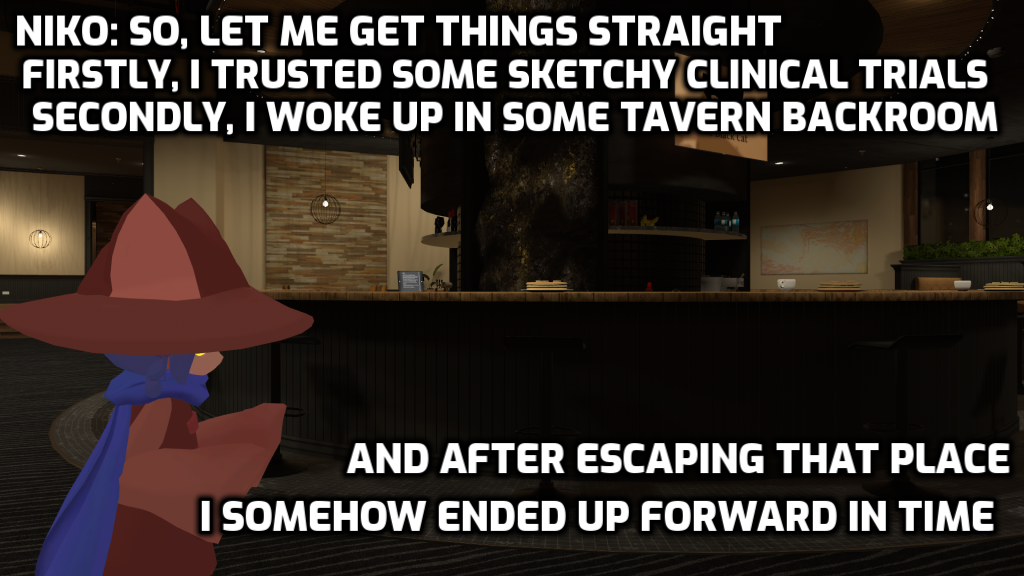 NIKO: SO, LET ME GET THINGS STRAIGHT
FIRSTLY, I TRUSTED SOME SKETCHY CLINICAL TRIALS
SECONDLY, I WOKE UP IN SOME TAVERN BACKROOM
AND AFTER ESCAPING THAT PLACE
I SOMEHOW ENDED UP FORWARD IN TIME